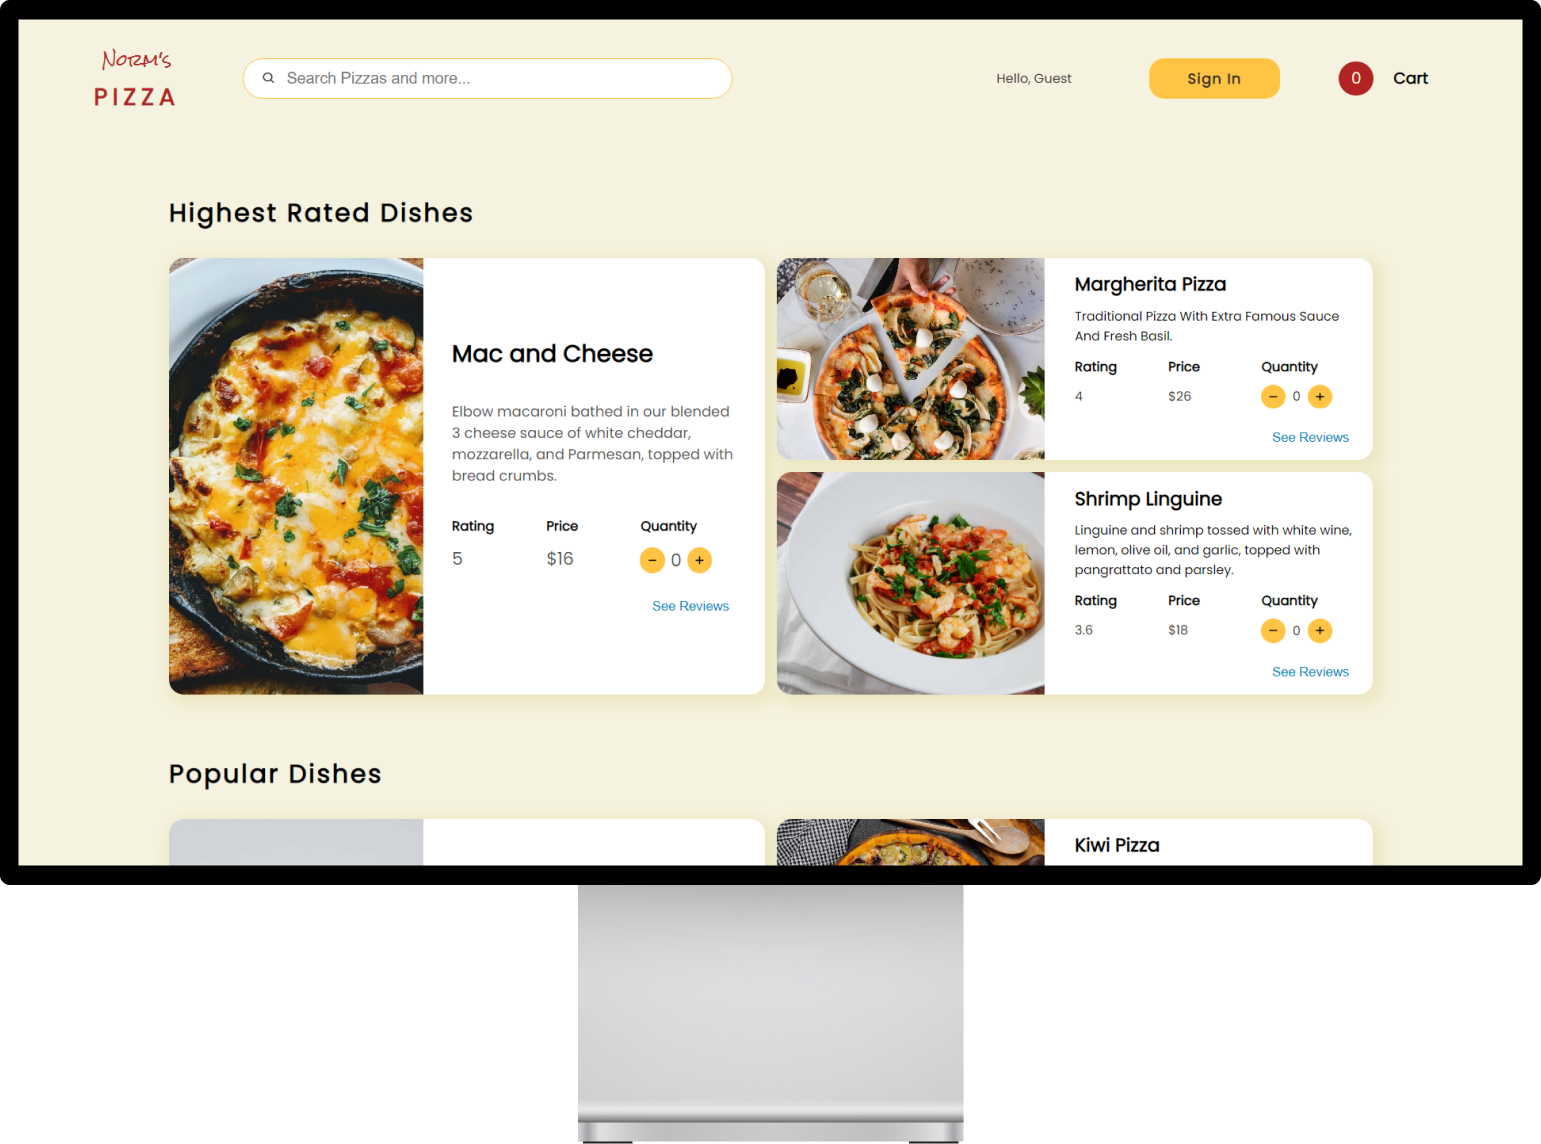 Norm's
PIZZA
Search Pizzas and more...
Hello, Guest
Sign In
0
Cart
Highest Rated Dishes
Mac and Cheese
Elbow macaroni bathed in our blended
3 cheese sauce of white cheddar,
mozzarella, and Parmesan, topped with
bread crumbs.
Rating Price Quantity
5 $16 − 0 +
See Reviews
Margherita Pizza
Traditional Pizza With Extra Famous Sauce
And Fresh Basil.
Rating Price Quantity
4 $26 − 0 +
See Reviews
Shrimp Linguine
Linguine and shrimp tossed with white wine,
lemon, olive oil, and garlic, topped with
pangrattato and parsley.
Rating Price Quantity
3.6 $18 − 0 +
See Reviews
Popular Dishes
Kiwi Pizza